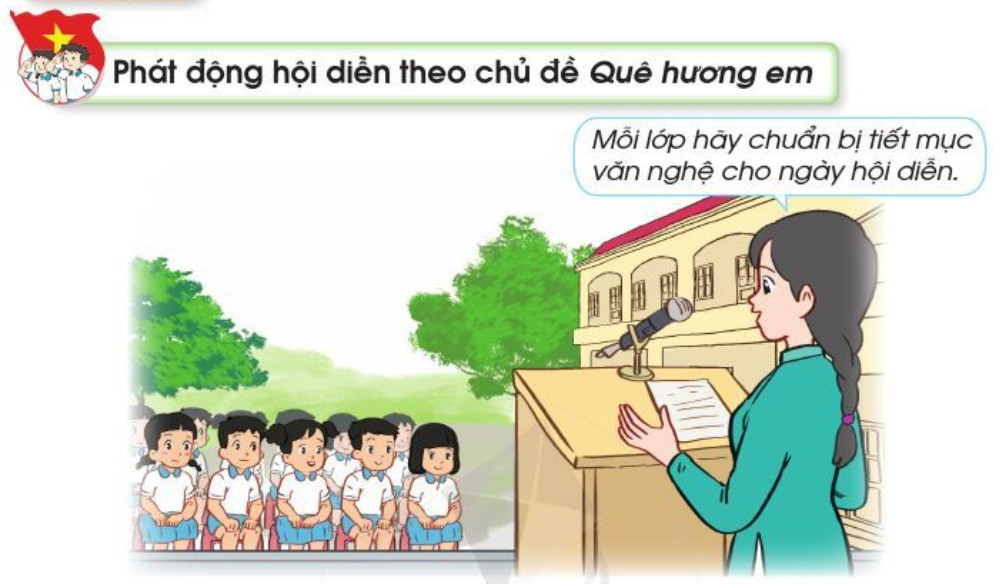 Phát động hội diễn theo chủ đề Quê hương em
Mỗi lớp hãy chuẩn bị tiết mục
văn nghệ cho ngày hội diễn.